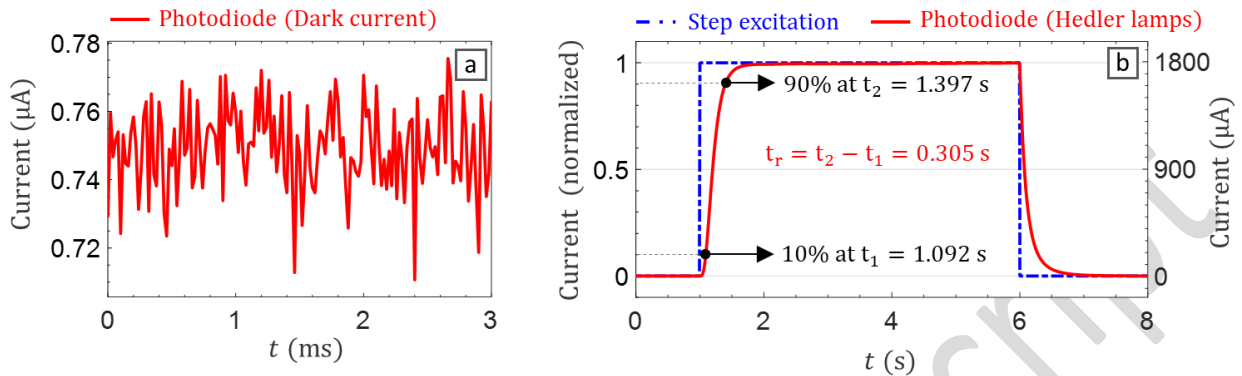 Photodiode (Dark current)
a
0.78
0.76
0.74
0.72
Current (μA)
0
1
2
3
t (ms)
Step excitation
Photodiode (Hedler lamps)
b
1
0.5
0
Current (normalized)
90% at t₂ = 1.397 s
tᵣ = t₂ − t₁ = 0.305 s
10% at t₁ = 1.092 s
1800
900
0
Current (μA)
0
2
4
6
8
t (s)